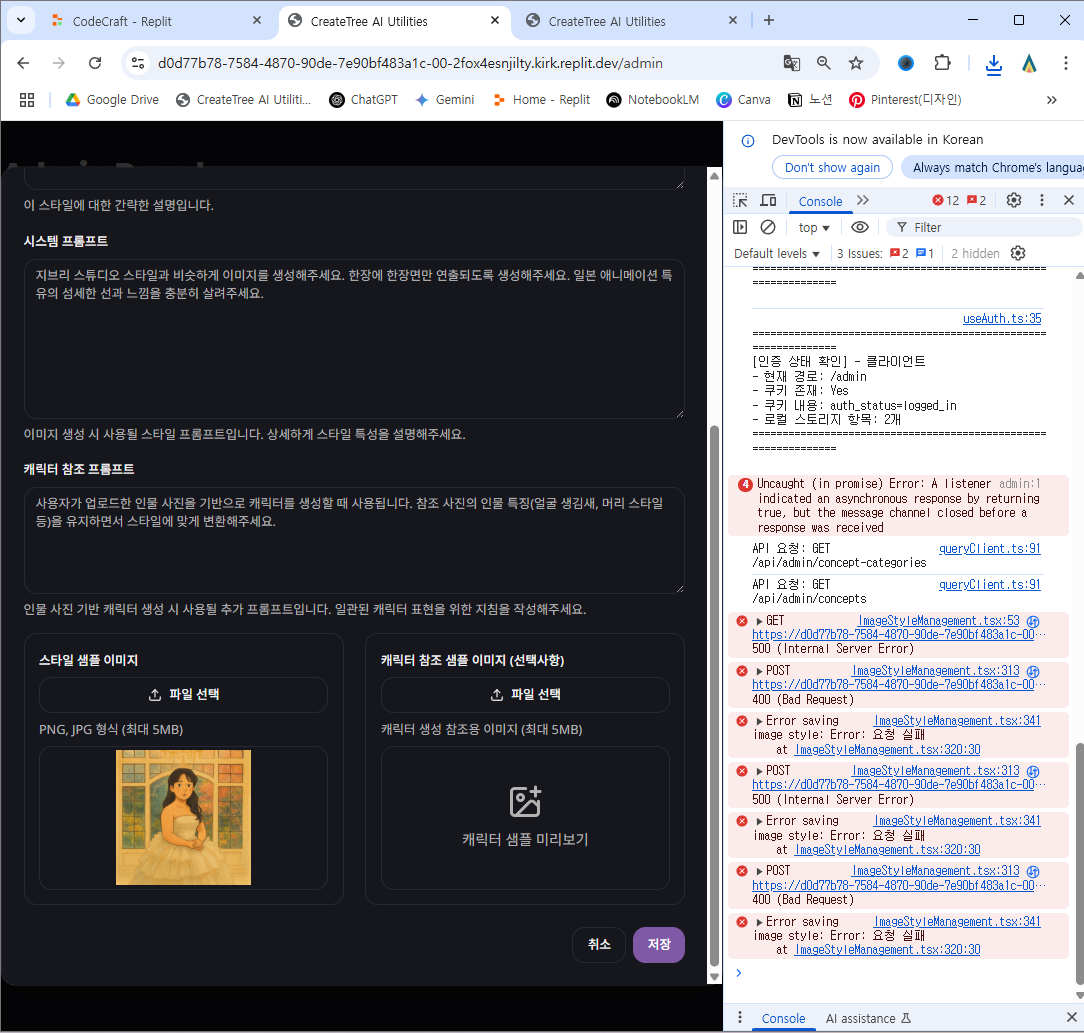 CodeCraft - Replit
CreateTree AI Utilities
CreateTree AI Utilities
d0d77b78-7584-4870-90de-7e90bf483a1c-00-2fox4esnjilty.kirk.replit.dev/admin
Google Drive
CreateTree AI Utiliti...
ChatGPT
Gemini
Home - Replit
NotebookLM
Canva
노션
Pinterest(디자인)
이 스타일에 대한 간략한 설명입니다.
시스템 프롬프트
지브리 스튜디오 스타일과 비슷하게 이미지를 생성해주세요. 한장에 한장면만 연출되도록 생성해주세요. 일본 애니메이션 특
유의 섬세한 선과 느낌을 충분히 살려주세요.
이미지 생성 시 사용될 스타일 프롬프트입니다. 상세하게 스타일 특성을 설명해주세요.
캐릭터 참조 프롬프트
사용자가 업로드한 인물 사진을 기반으로 캐릭터를 생성할 때 사용됩니다. 참조 사진의 인물 특징(얼굴 생김새, 머리 스타일
등)을 유지하면서 스타일에 맞게 변환해주세요.
인물 사진 기반 캐릭터 생성 시 사용될 추가 프롬프트입니다. 일관된 캐릭터 표현을 위한 지침을 작성해주세요.
스타일 샘플 이미지
파일 선택
PNG, JPG 형식 (최대 5MB)
캐릭터 참조 샘플 이미지 (선택사항)
파일 선택
캐릭터 생성 참조용 이미지 (최대 5MB)
캐릭터 샘플 미리보기
취소
저장
DevTools is now available in Korean
Don't show again
Always match Chrome's langua
Console
12
2
top
Filter
Default levels
3 Issues:
2
1
2 hidden
==============================================
=============
useAuth.ts:35
==============================================
=============
[인증 상태 확인] - 클라이언트
- 현재 경로: /admin
- 쿠키 존재: Yes
- 쿠키 내용: auth_status=logged_in
- 로컬 스토리지 항목: 2개
==============================================
=============
4
Uncaught (in promise) Error: A listener admin:1
indicated an asynchronous response by returning
true, but the message channel closed before a
response was received
API 요청: GET queryClient.ts:91
/api/admin/concept-categories
API 요청: GET queryClient.ts:91
/api/admin/concepts
GET ImageStyleManagement.tsx:53
https://d0d77b78-7584-4870-90de-7e90bf483a1c-00…
500 (Internal Server Error)
POST ImageStyleManagement.tsx:313
https://d0d77b78-7584-4870-90de-7e90bf483a1c-00…
400 (Bad Request)
Error saving ImageStyleManagement.tsx:341
image style: Error: 요청 실패
at ImageStyleManagement.tsx:320:30
POST ImageStyleManagement.tsx:313
https://d0d77b78-7584-4870-90de-7e90bf483a1c-00…
500 (Internal Server Error)
Error saving ImageStyleManagement.tsx:341
image style: Error: 요청 실패
at ImageStyleManagement.tsx:320:30
POST ImageStyleManagement.tsx:313
https://d0d77b78-7584-4870-90de-7e90bf483a1c-00…
400 (Bad Request)
Error saving ImageStyleManagement.tsx:341
image style: Error: 요청 실패
at ImageStyleManagement.tsx:320:30
Console
AI assistance